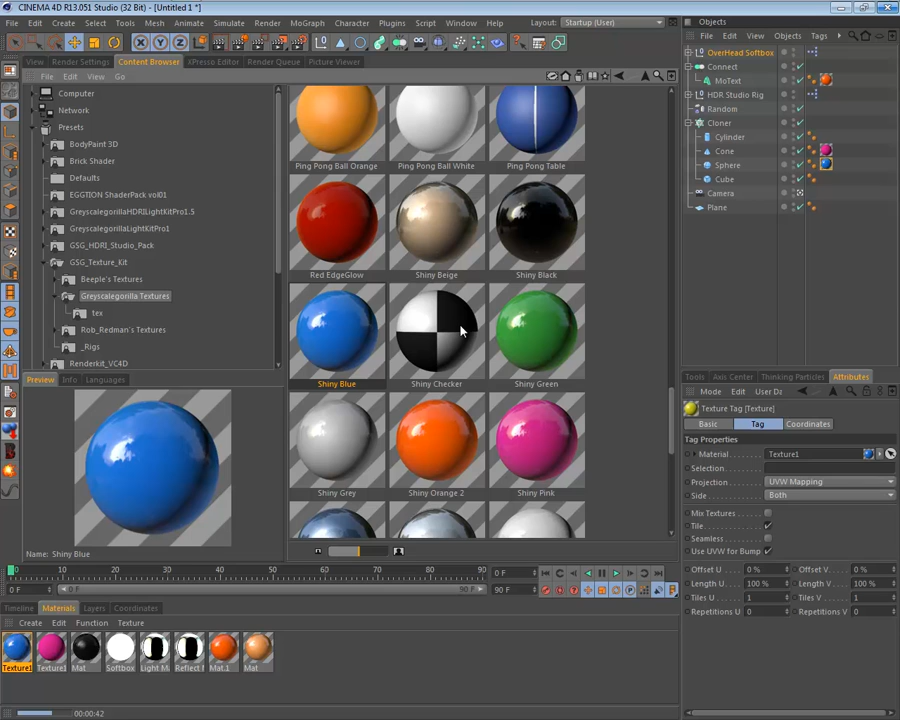 CINEMA 4D R13.051 Studio (32 Bit) - [Untitled 1 *]
File Edit Select Tools Mesh Snap Animate Simulate Render Hair MoGraph Character Plugins Script Window Help Layout: Startup (User)
X Y Z
View Render Settings Content Browser XPresso Editor Render Queue Picture Viewer
File Edit View Go
Computer
Network
Presets
BodyPaint 3D
Brick Shader
Defaults
EGGTION ShaderPack vol01
GreyscalegorillaHDRILightKitPro1.5
GreyscalegorillaLightKitPro1
GSG_HDRI_Studio_Pack
GSG_Texture_Kit
Beeple's Textures
Greyscalegorilla Textures
tex
Rob_Redman's Textures
_Rigs
Renderkit_VC4D
Ping Pong Ball Orange Ping Pong Ball White Ping Pong Table
Red EdgeGlow Shiny Beige Shiny Black
Shiny Blue Shiny Checker Shiny Green
Shiny Grey Shiny Orange 2 Shiny Pink
Preview Info Languages
Name: Shiny Blue
Objects
File Edit View Objects Tags
OverHead Softbox
Connect
MoText
HDR Studio Rig
Random
Cloner
Cylinder
Cone
Sphere
Cube
Camera
Plane
Tools Axis Center Thinking Particles Attributes
Mode Edit User Data
Texture Tag [Texture]
Basic Tag Coordinates
Tag Properties
Material Texture1
Selection
Projection UVW Mapping
Side Both
Mix Textures
Tile
Seamless
Use UVW for Bump
Offset U 0 % Offset V 0 %
Length U 100 % Length V 100 %
Tiles U 1 Tiles V 1
Repetitions U 0 Repetitions V 0
0 10 20 30 40 50 60 70 80 90 0 F
0 F 0 F 90 F 90 F
Timeline Materials Layers Coordinates
Create Edit Function Texture
Texture1 Texture1 Mat Softbox Light M. Reflect M Mat.1 Mat
00:00:42